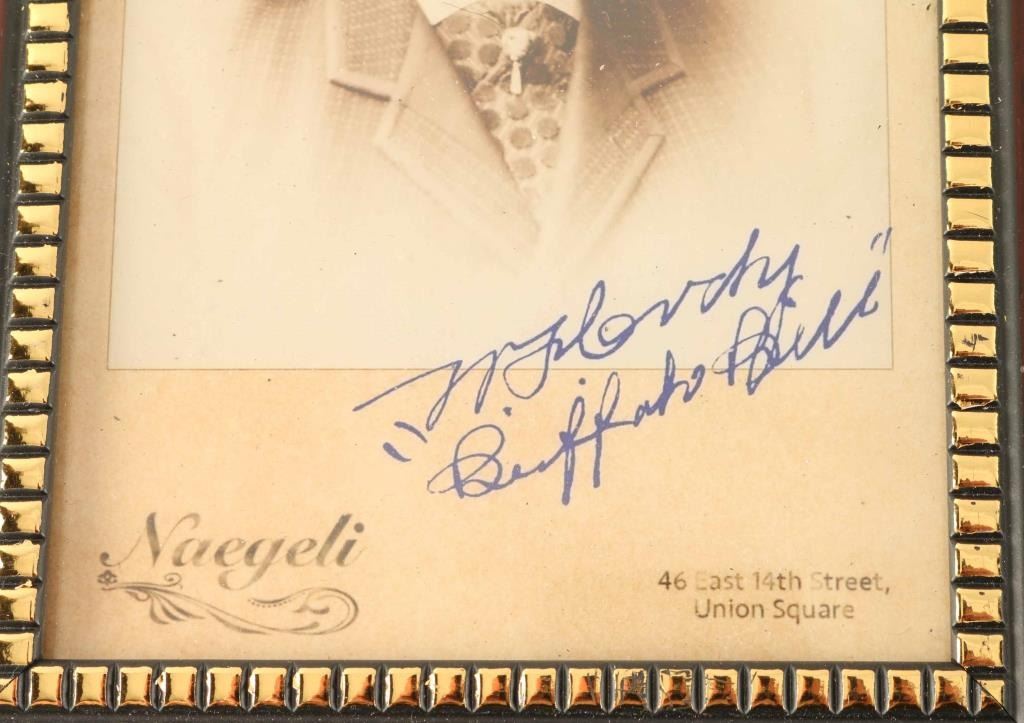 W F Cody
"Buffalo Bill"
Naegeli
46 East 14th Street,
Union Square